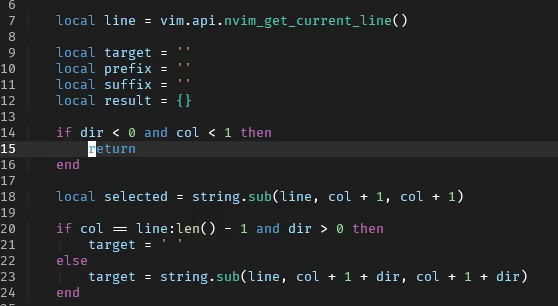 6
7 local line = vim.api.nvim_get_current_line()
8
9 local target = ''
10 local prefix = ''
11 local suffix = ''
12 local result = {}
13
14 if dir < 0 and col < 1 then
15 return
16 end
17
18 local selected = string.sub(line, col + 1, col + 1)
19
20 if col == line:len() - 1 and dir > 0 then
21 target = ' '
22 else
23 target = string.sub(line, col + 1 + dir, col + 1 + dir)
24 end